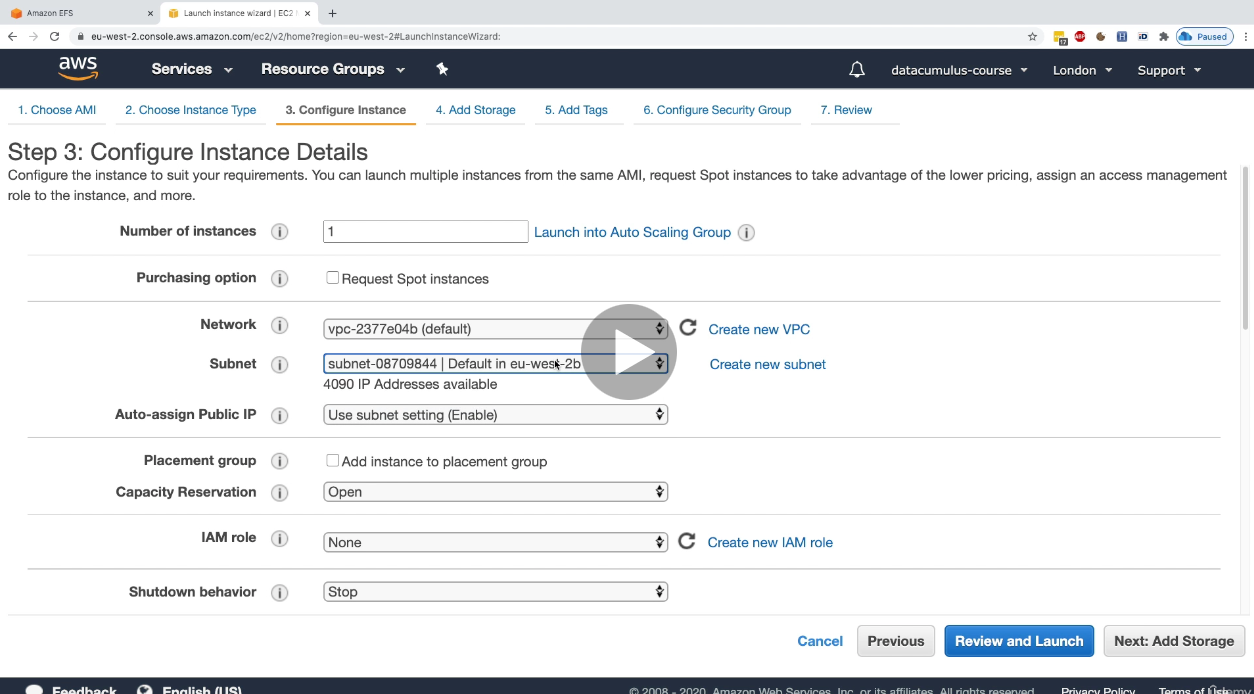 Amazon EFS
Launch instance wizard | EC2
eu-west-2.console.aws.amazon.com/ec2/v2/home?region=eu-west-2#LaunchInstanceWizard:
17
ABP
H
iD
Paused
aws
Services
Resource Groups
datacumulus-course
London
Support
1. Choose AMI
2. Choose Instance Type
3. Configure Instance
4. Add Storage
5. Add Tags
6. Configure Security Group
7. Review
Step 3: Configure Instance Details
Configure the instance to suit your requirements. You can launch multiple instances from the same AMI, request Spot instances to take advantage of the lower pricing, assign an access management
role to the instance, and more.
Number of instances
1
Launch into Auto Scaling Group
Purchasing option
Request Spot instances
Network
vpc-2377e04b (default)
Create new VPC
Subnet
subnet-08709844 | Default in eu-west-2b
Create new subnet
4090 IP Addresses available
Auto-assign Public IP
Use subnet setting (Enable)
Placement group
Add instance to placement group
Capacity Reservation
Open
IAM role
None
Create new IAM role
Shutdown behavior
Stop
Cancel
Previous
Review and Launch
Next: Add Storage
Feedback
English (US)
© 2008 - 2020, Amazon Web Services, Inc. or its affiliates. All rights reserved.
Privacy Policy
Terms of Use